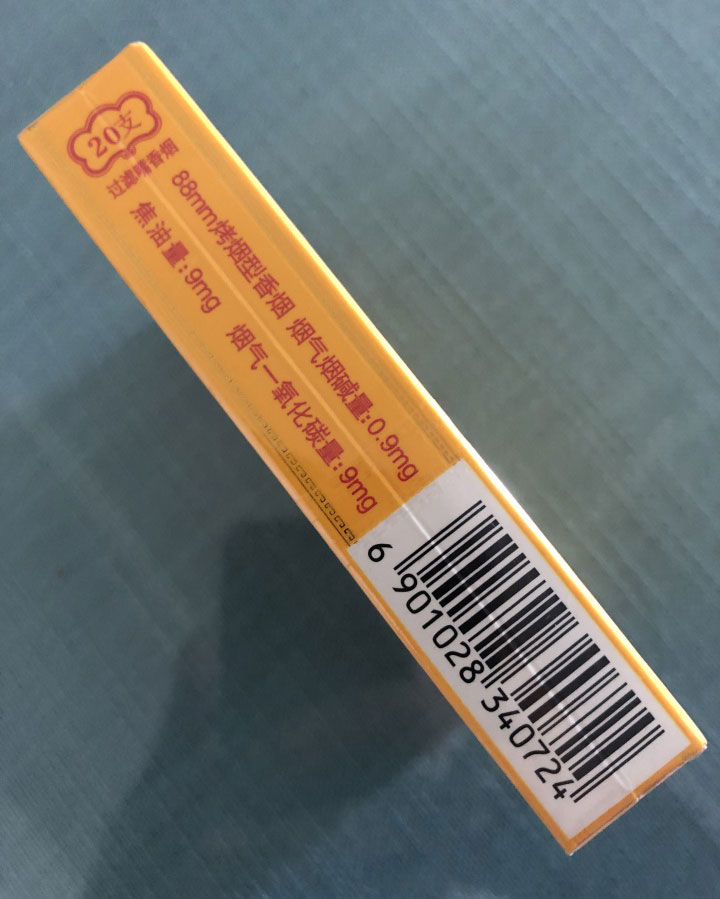 20支
过滤嘴香烟
88mm烤烟型香烟 烟气烟碱量:0.9mg
焦油量:9mg 烟气一氧化碳量:9mg
6 901028 340724